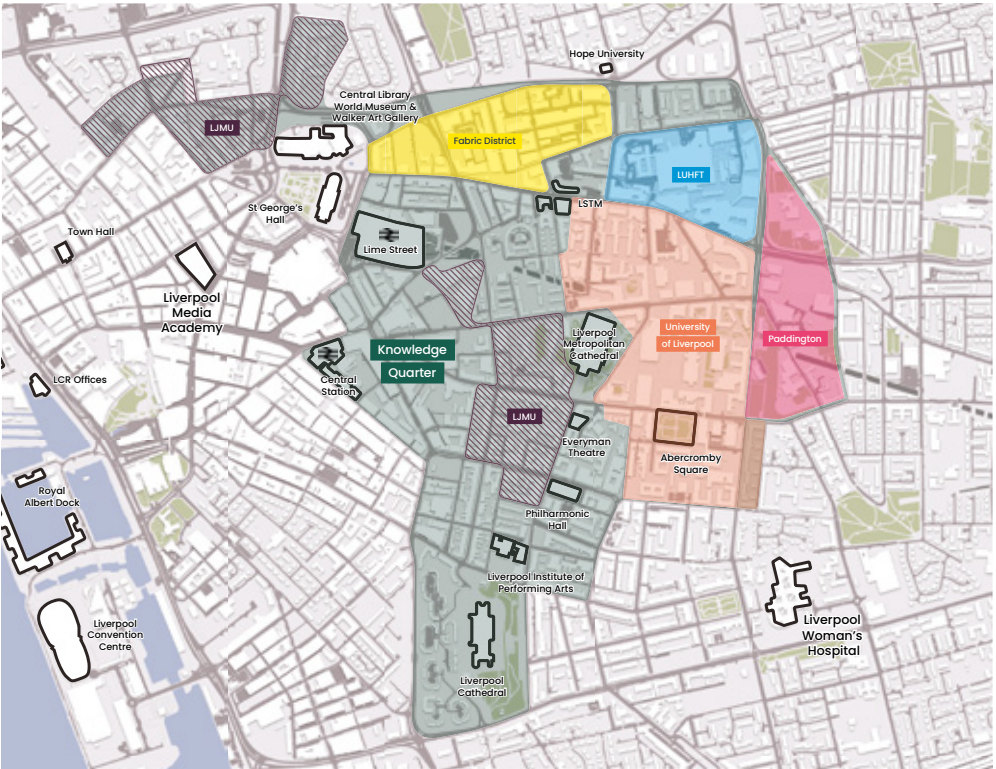 Hope University
Central Library
World Museum &
Walker Art Gallery
LJMU
Fabric District
LUHFT
LSTM
St George's
Hall
Town Hall
Lime Street
Liverpool
Media
Academy
Liverpool
Metropolitan
Cathedral
University
of Liverpool
Paddington
Knowledge
Quarter
Central
Station
LCR Offices
LJMU
Everyman
Theatre
Abercromby
Square
Royal
Albert Dock
Philharmonic
Hall
Liverpool Institute of
Performing Arts
Liverpool
Convention
Centre
Liverpool
Woman's
Hospital
Liverpool
Cathedral